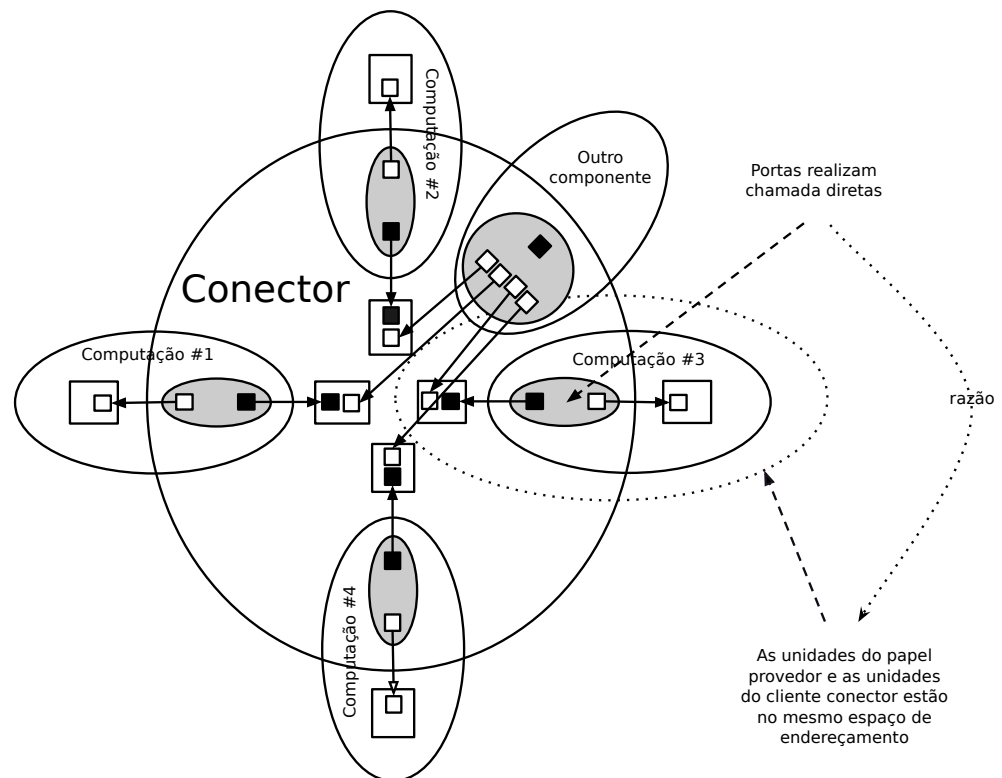 Computação #2
Outro
componente
Portas realizam
chamada diretas
Conector
Computação #1
Computação #3
razão
Computação #4
As unidades do papel
provedor e as unidades
do cliente conector estão
no mesmo espaço de
endereçamento